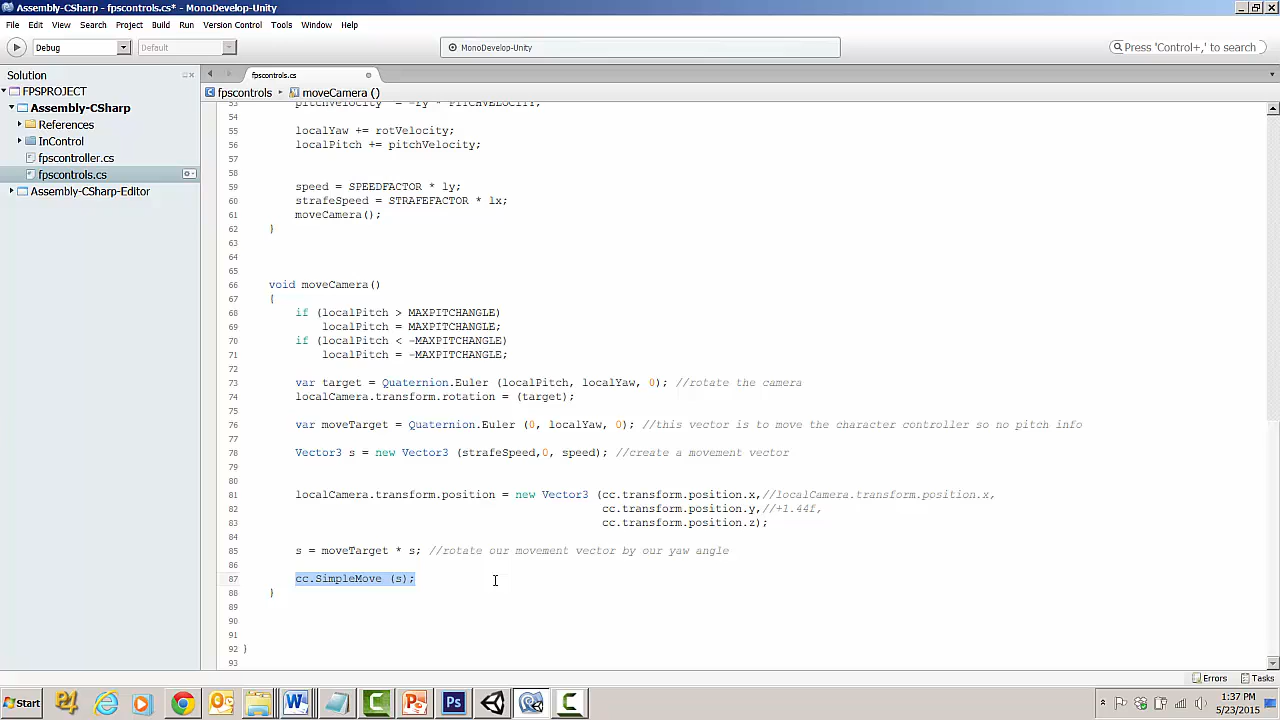 Assembly-CSharp - fpscontrols.cs* - MonoDevelop-Unity
File Edit View Search Project Build Run Version Control Tools Window Help
Debug Default MonoDevelop-Unity Press 'Control+,' to search
Solution
FPSPROJECT
Assembly-CSharp
References
InControl
fpscontroller.cs
fpscontrols.cs
Assembly-CSharp-Editor
fpscontrols.cs
fpscontrols moveCamera ()
53 pitchVelocity = -ry * PITCHVELOCITY;
54
55 localYaw += rotVelocity;
56 localPitch += pitchVelocity;
57
58
59 speed = SPEEDFACTOR * ly;
60 strafeSpeed = STRAFEFACTOR * lx;
61 moveCamera();
62 }
63
64
65
66 void moveCamera()
67 {
68 if (localPitch > MAXPITCHANGLE)
69 localPitch = MAXPITCHANGLE;
70 if (localPitch < -MAXPITCHANGLE)
71 localPitch = -MAXPITCHANGLE;
72
73 var target = Quaternion.Euler (localPitch, localYaw, 0); //rotate the camera
74 localCamera.transform.rotation = (target);
75
76 var moveTarget = Quaternion.Euler (0, localYaw, 0); //this vector is to move the character controller so no pitch info
77
78 Vector3 s = new Vector3 (strafeSpeed,0, speed); //create a movement vector
79
80
81 localCamera.transform.position = new Vector3 (cc.transform.position.x,//localCamera.transform.position.x,
82 cc.transform.position.y,//+1.44f,
83 cc.transform.position.z);
84
85 s = moveTarget * s; //rotate our movement vector by our yaw angle
86
87 cc.SimpleMove (s);
88 }
89
90
91
92 }
93
Errors Tasks
Start
1:37 PM
5/23/2015